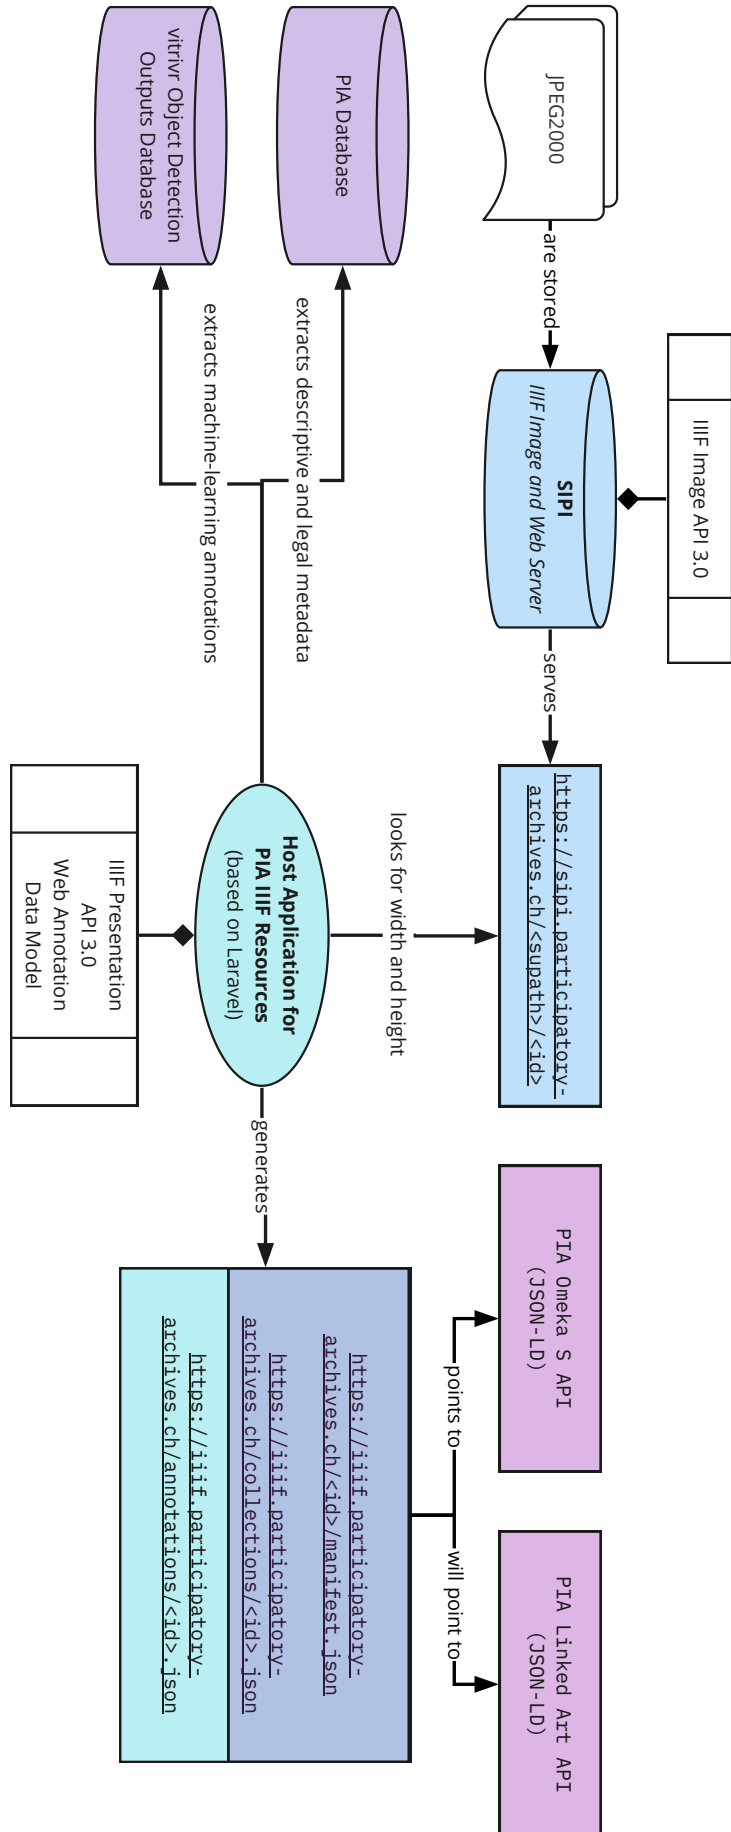 JPEG2000
are stored
IIIF Image API 3.0
SIPI
IIIF Image and Web Server
serves
https://sipi.participatory-
archives.ch/<supath>/<id>
PIA Database
vitrivr Object Detection
Outputs Database
extracts descriptive and legal metadata
extracts machine-learning annotations
Host Application for
PIA IIIF Resources
(based on Laravel)
looks for width and height
IIIF Presentation
API 3.0
Web Annotation
Data Model
generates
https://iiif.participatory-
archives.ch/<id>/manifest.json
https://iiif.participatory-
archives.ch/collections/<id>.json
https://iiif.participatory-
archives.ch/annotations/<id>.json
points to
will point to
PIA Omeka S API
(JSON-LD)
PIA Linked Art API
(JSON-LD)